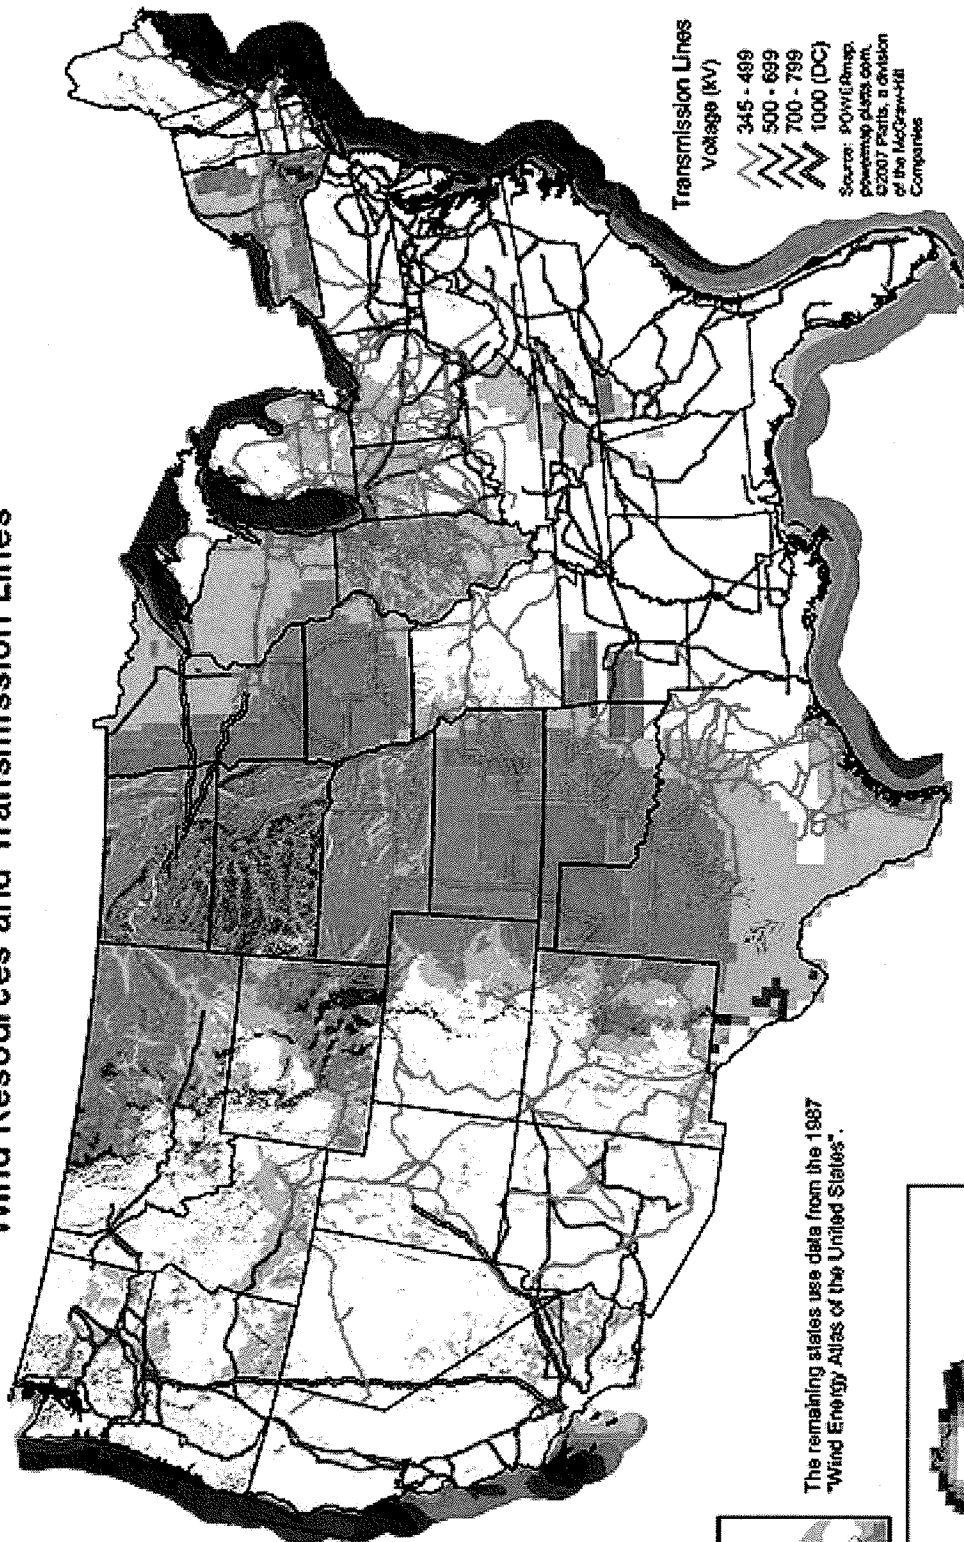 Wind Resources and Transmission Lines
Transmission Lines
Voltage (kV)
345 - 499
500 - 699
700 - 799
1000 (DC)
Source: POWERmap,
powermap.platts.com,
©2007 Platts, a division
of the McGraw-Hill
Companies
The remaining states use data from the 1987
"Wind Energy Atlas of the United States".